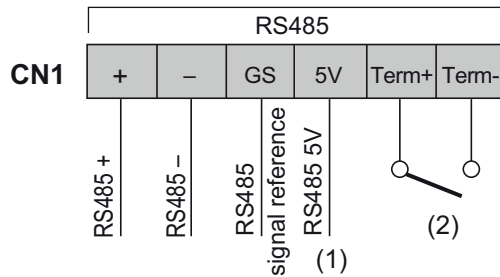 RS485
CN1
+ – GS 5V Term+ Term-
RS485 +
RS485 –
RS485
signal reference
RS485 5V
(1)
(2)